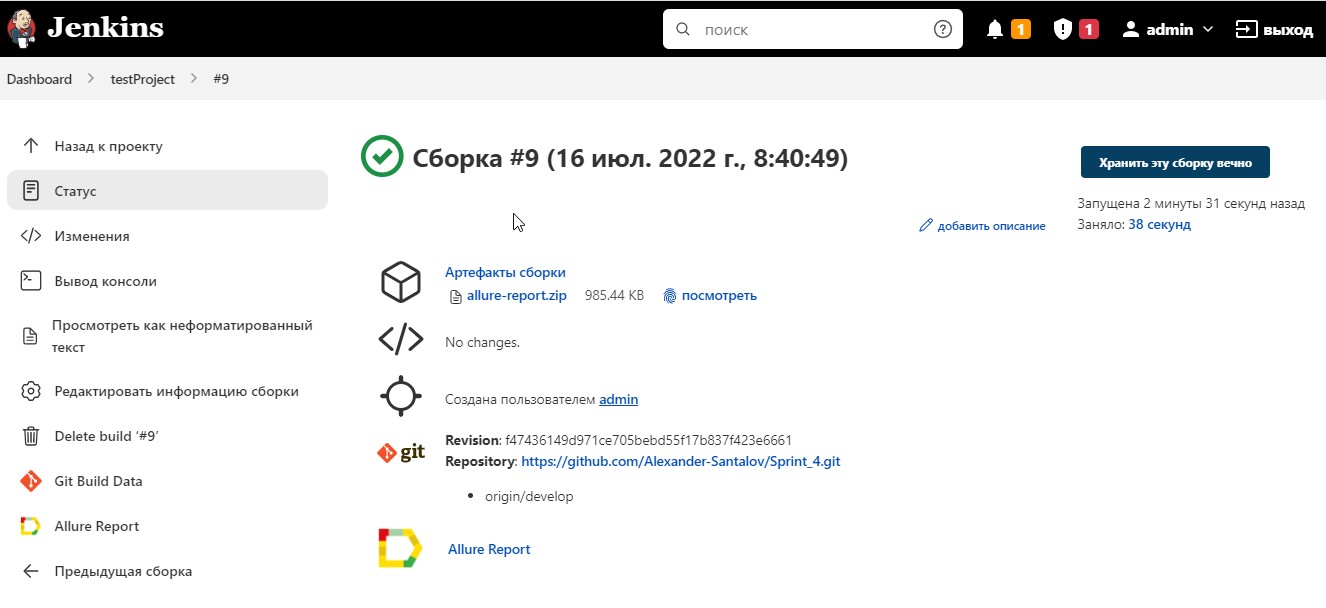 Jenkins
поиск
1
1
admin
выход
Dashboard
testProject
#9
Назад к проекту
Статус
Изменения
Вывод консоли
Просмотреть как неформатированный
текст
Редактировать информацию сборки
Delete build ‘#9’
Git Build Data
Allure Report
Предыдущая сборка
Сборка #9 (16 июл. 2022 г., 8:40:49)
Хранить эту сборку вечно
Запущена 2 минуты 31 секунд назад
Заняло: 38 секунд
добавить описание
Артефакты сборки
allure-report.zip 985.44 KB посмотреть
No changes.
Создана пользователем admin
git
Revision: f47436149d971ce705bebd55f17b837f423e6661
Repository: https://github.com/Alexander-Santalov/Sprint_4.git
origin/develop
Allure Report